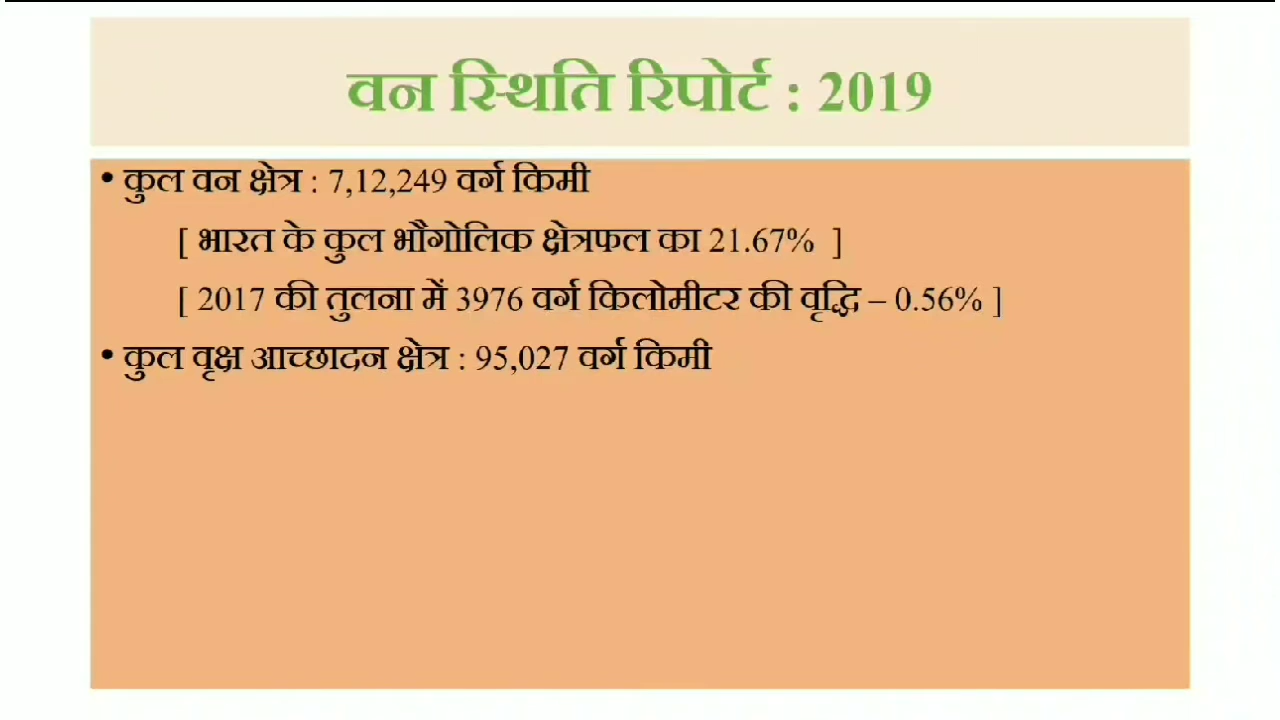 वन स्थिति रिपोर्ट : 2019
• कुल वन क्षेत्र : 7,12,249 वर्ग किमी
[ भारत के कुल भौगोलिक क्षेत्रफल का 21.67% ]
[ 2017 की तुलना में 3976 वर्ग किलोमीटर की वृद्धि – 0.56% ]
• कुल वृक्ष आच्छादन क्षेत्र : 95,027 वर्ग किमी